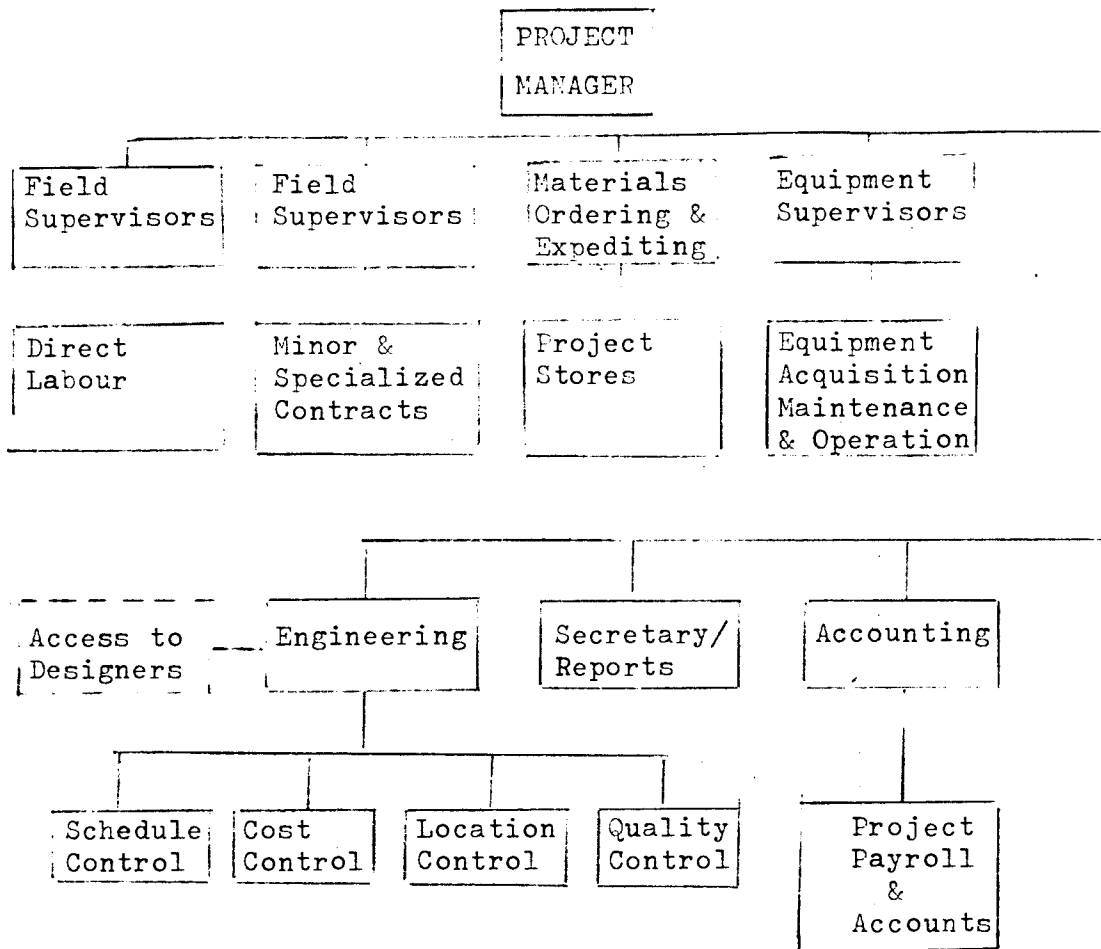 PROJECT
MANAGER
Field
Supervisors
Field
Supervisors
Materials
Ordering &
Expediting
Equipment
Supervisors
Direct
Labour
Minor &
Specialized
Contracts
Project
Stores
Equipment
Acquisition
Maintenance
& Operation
Access to
Designers
Engineering
Secretary/
Reports
Accounting
Schedule
Control
Cost
Control
Location
Control
Quality
Control
Project
Payroll
&
Accounts